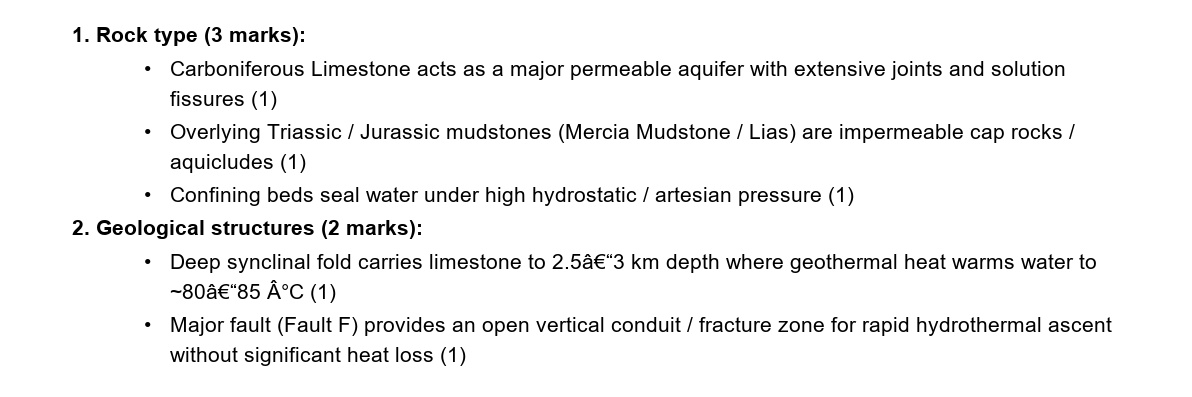 1. Rock type (3 marks):
• Carboniferous Limestone acts as a major permeable aquifer with extensive joints and solution
fissures (1)
• Overlying Triassic / Jurassic mudstones (Mercia Mudstone / Lias) are impermeable cap rocks /
aquicludes (1)
• Confining beds seal water under high hydrostatic / artesian pressure (1)
2. Geological structures (2 marks):
• Deep synclinal fold carries limestone to 2.5â€“3 km depth where geothermal heat warms water to
~80â€“85 Â°C (1)
• Major fault (Fault F) provides an open vertical conduit / fracture zone for rapid hydrothermal ascent
without significant heat loss (1)